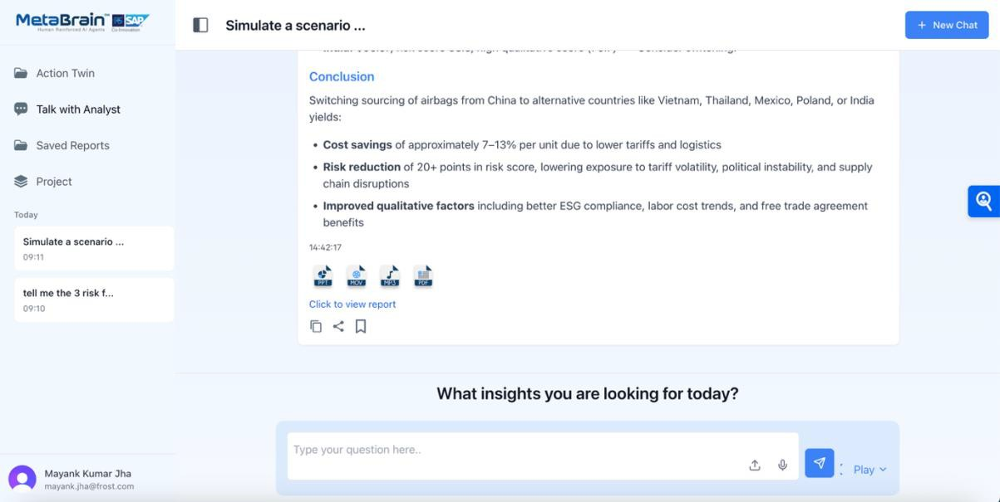 MetaBrain™ SAP
Human Reinforced AI Agents Co-Innovation
Simulate a scenario ...
+ New Chat
Action Twin
Talk with Analyst
Saved Reports
Project
Today
Simulate a scenario ...
09:11
tell me the 3 risk f...
09:10
Conclusion
Switching sourcing of airbags from China to alternative countries like Vietnam, Thailand, Mexico, Poland, or India
yields:
• Cost savings of approximately 7–13% per unit due to lower tariffs and logistics
• Risk reduction of 20+ points in risk score, lowering exposure to tariff volatility, political instability, and supply
chain disruptions
• Improved qualitative factors including better ESG compliance, labor cost trends, and free trade agreement
benefits
14:42:17
PPT MOV MP3 PDF
Click to view report
What insights you are looking for today?
Type your question here..
Play
Mayank Kumar Jha
mayank.jha@frost.com